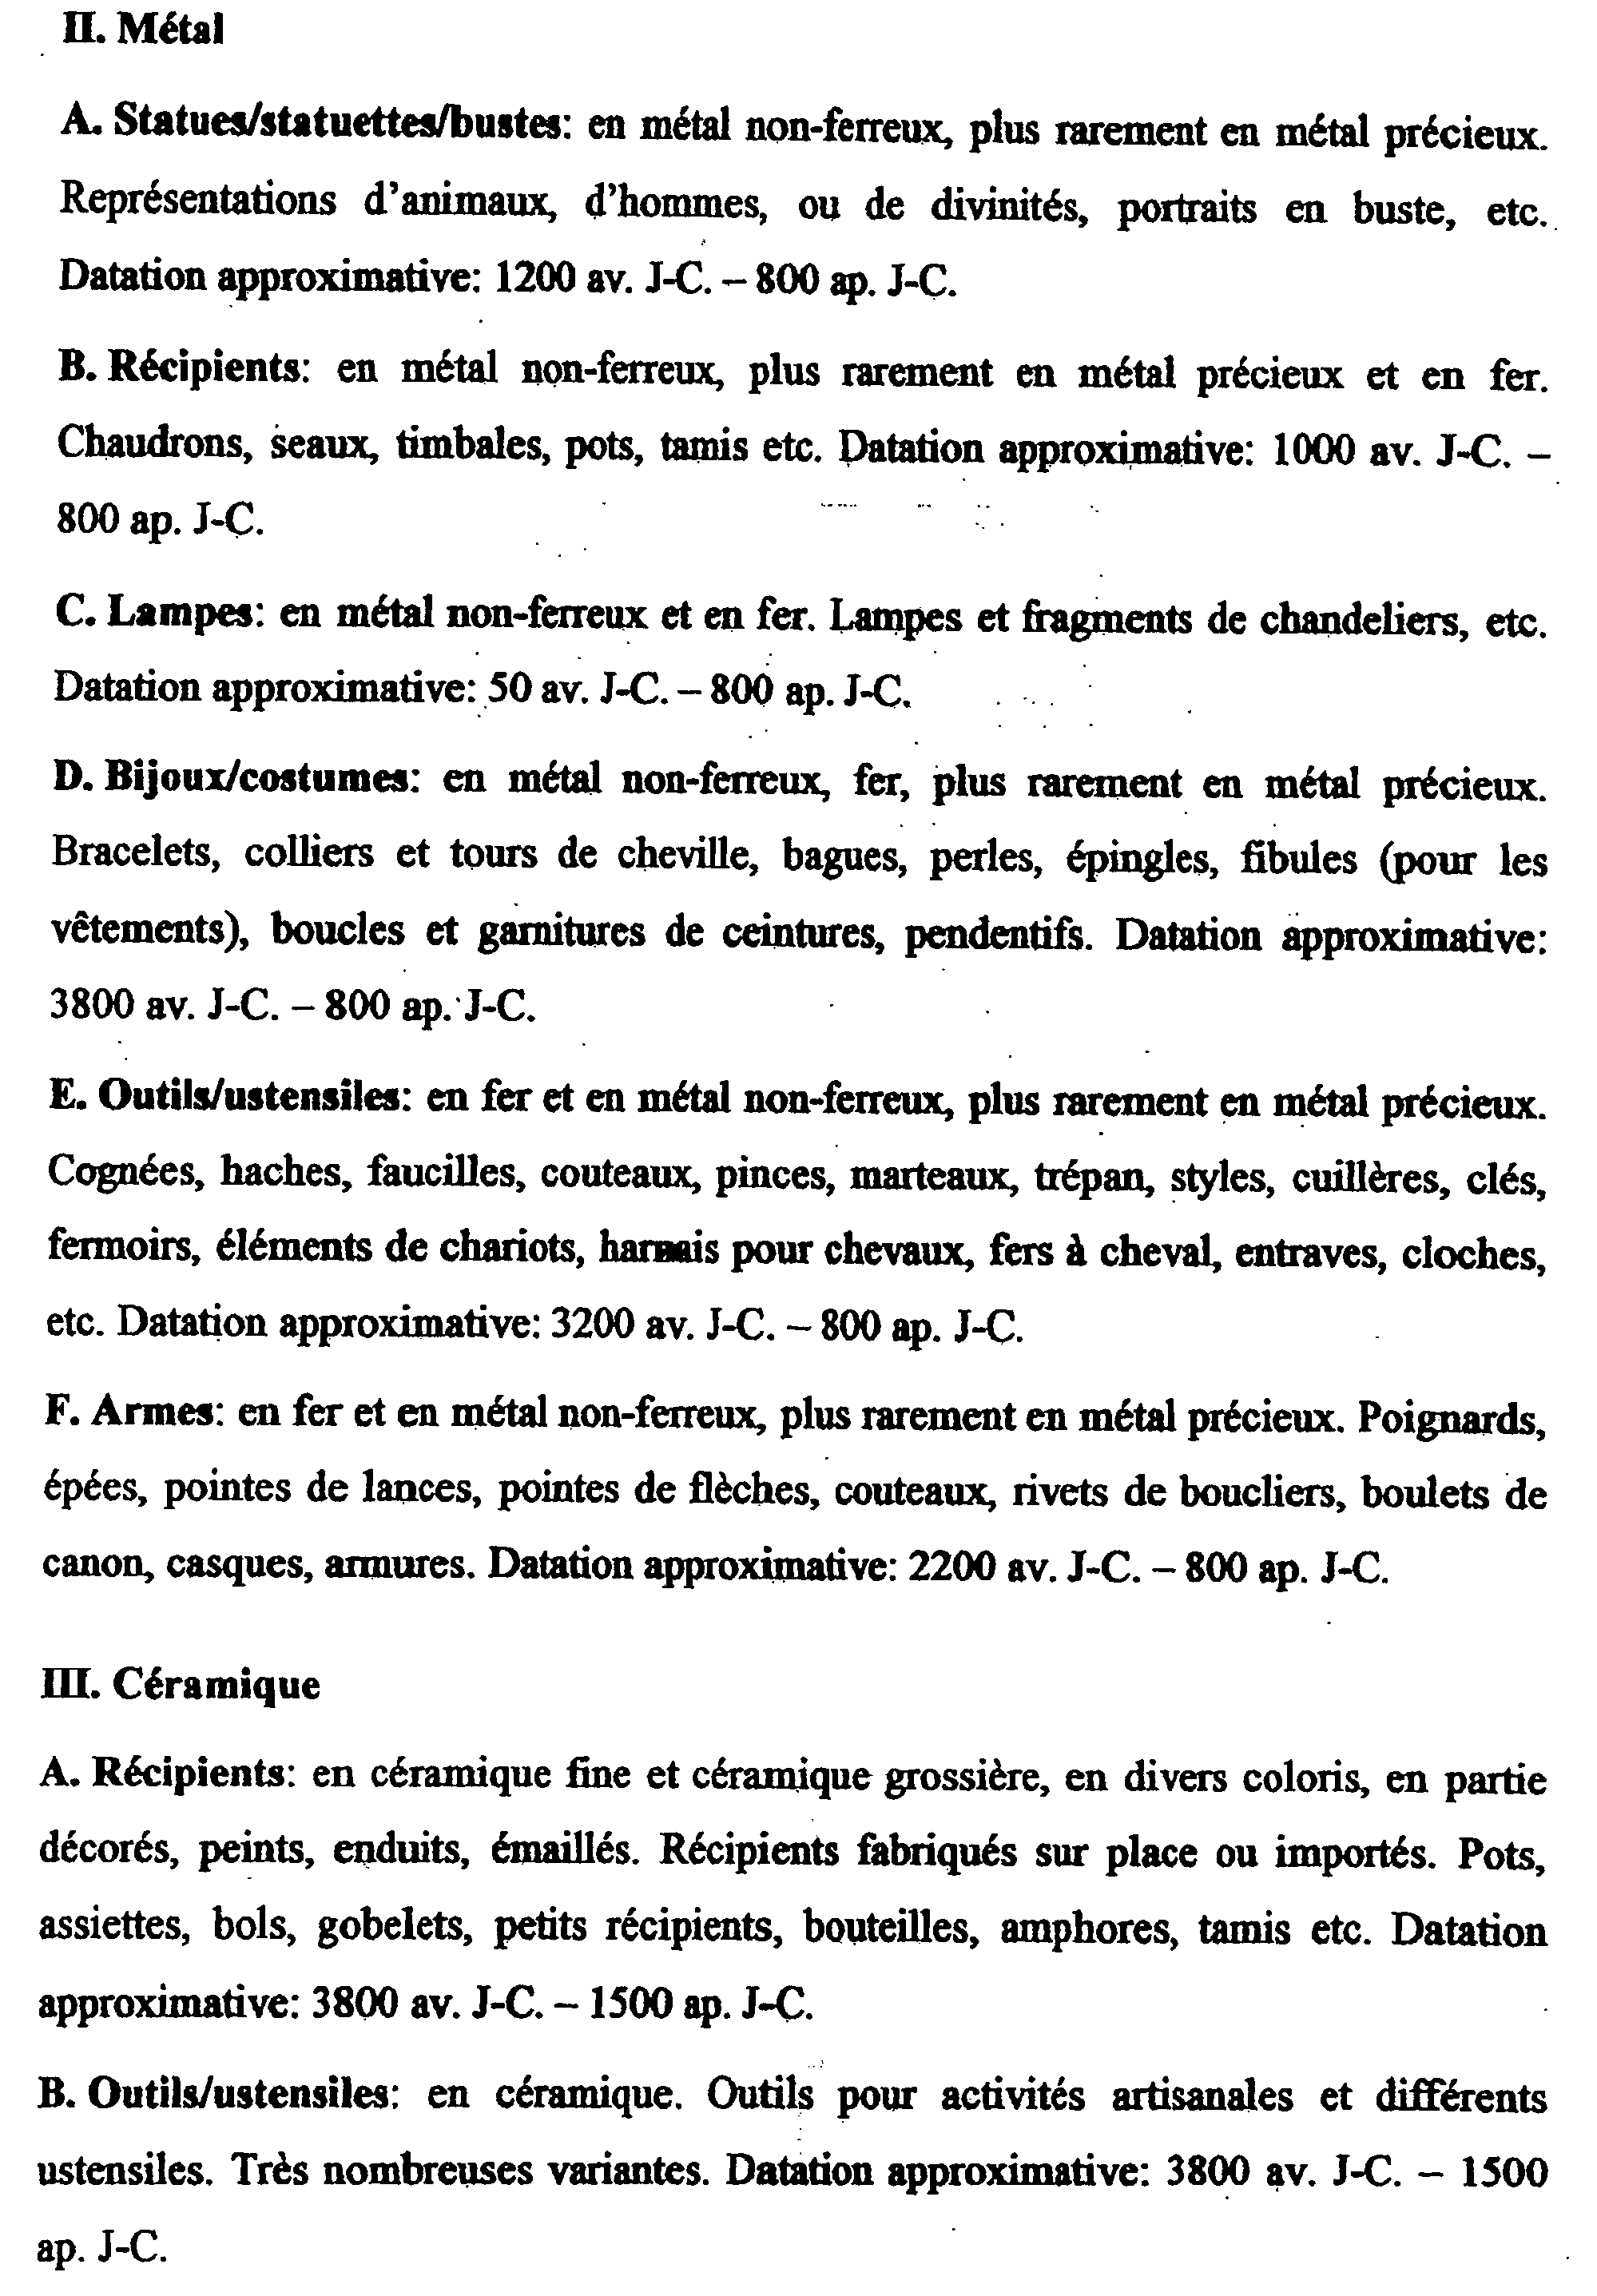 II. Métal
A. Statues/statuettes/bustes: en métal non-ferreux, plus rarement en métal précieux.
Représentations d'animaux, d'hommes, ou de divinités, portraits en buste, etc.
Datation approximative: 1200 av. J-C. – 800 ap. J-C.
B. Récipients: en métal non-ferreux, plus rarement en métal précieux et en fer.
Chaudrons, seaux, timbales, pots, tamis etc. Datation approximative: 1000 av. J-C. –
800 ap. J-C.
C. Lampes: en métal non-ferreux et en fer. Lampes et fragments de chandeliers, etc.
Datation approximative: 50 av. J-C. – 800 ap. J-C.
D. Bijoux/costumes: en métal non-ferreux, fer, plus rarement en métal précieux.
Bracelets, colliers et tours de cheville, bagues, perles, épingles, fibules (pour les
vêtements), boucles et garnitures de ceintures, pendentifs. Datation approximative:
3800 av. J-C. – 800 ap. J-C.
E. Outils/ustensiles: en fer et en métal non-ferreux, plus rarement en métal précieux.
Cognées, haches, faucilles, couteaux, pinces, marteaux, trépan, styles, cuillères, clés,
fermoirs, éléments de chariots, harnais pour chevaux, fers à cheval, entraves, cloches,
etc. Datation approximative: 3200 av. J-C. – 800 ap. J-C.
F. Armes: en fer et en métal non-ferreux, plus rarement en métal précieux. Poignards,
épées, pointes de lances, pointes de flèches, couteaux, rivets de boucliers, boulets de
canon, casques, armures. Datation approximative: 2200 av. J-C. – 800 ap. J-C.
III. Céramique
A. Récipients: en céramique fine et céramique grossière, en divers coloris, en partie
décorés, peints, enduits, émaillés. Récipients fabriqués sur place ou importés. Pots,
assiettes, bols, gobelets, petits récipients, bouteilles, amphores, tamis etc. Datation
approximative: 3800 av. J-C. – 1500 ap. J-C.
B. Outils/ustensiles: en céramique. Outils pour activités artisanales et différents
ustensiles. Très nombreuses variantes. Datation approximative: 3800 av. J-C. – 1500
ap. J-C.